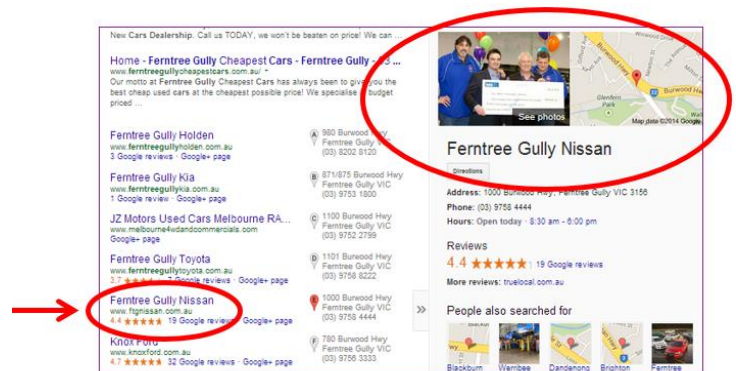 New Cars Dealership. Call us TODAY, we won't be beaten on price! We can ...
Home - Ferntree Gully Cheapest Cars - Ferntree Gully - 03 ...
www.ferntreegullycheapestcars.com.au/
Our motto at Ferntree Gully Cheapest Cars has always been to give you the
best cheap used cars at the cheapest possible price! We specialise in budget
priced ...
Ferntree Gully Holden
www.ferntreegullyholden.com.au
3 Google reviews · Google+ page
A 980 Burwood Hwy
Ferntree Gully VIC
(03) 8202 8120
Ferntree Gully Kia
www.ferntreegullykia.com.au
1 Google review · Google+ page
B 871/875 Burwood Hwy
Ferntree Gully VIC
(03) 9753 1800
JZ Motors Used Cars Melbourne RA...
www.melbourne4wdandcommercials.com
Google+ page
C 1100 Burwood Hwy
Ferntree Gully VIC
(03) 9752 2799
Ferntree Gully Toyota
www.ferntreegullytoyota.com.au
3.7 ★★★★★ 7 Google reviews · Google+ page
D 1101 Burwood Hwy
Ferntree Gully VIC
(03) 9758 8222
Ferntree Gully Nissan
www.ftgnissan.com.au
4.4 ★★★★★ 19 Google reviews · Google+ page
E 1000 Burwood Hwy
Ferntree Gully VIC
(03) 9758 4444
Knox Ford
www.knoxford.com.au
4.7 ★★★★★ 32 Google reviews · Google+ page
F 780 Burwood Hwy
Ferntree Gully VIC
(03) 9756 3333
»
See photos
Burwood Hwy
Glenfern
Park
22
Burwood Hwy
Map data ©2014 Google
Ferntree Gully Nissan
Directions
Address: 1000 Burwood Hwy, Ferntree Gully VIC 3156
Phone: (03) 9758 4444
Hours: Open today · 8:30 am - 6:00 pm
Reviews
4.4 ★★★★★ 19 Google reviews
More reviews: truelocal.com.au
People also searched for
Blackburn Werribee Dandenong Brighton Ferntree